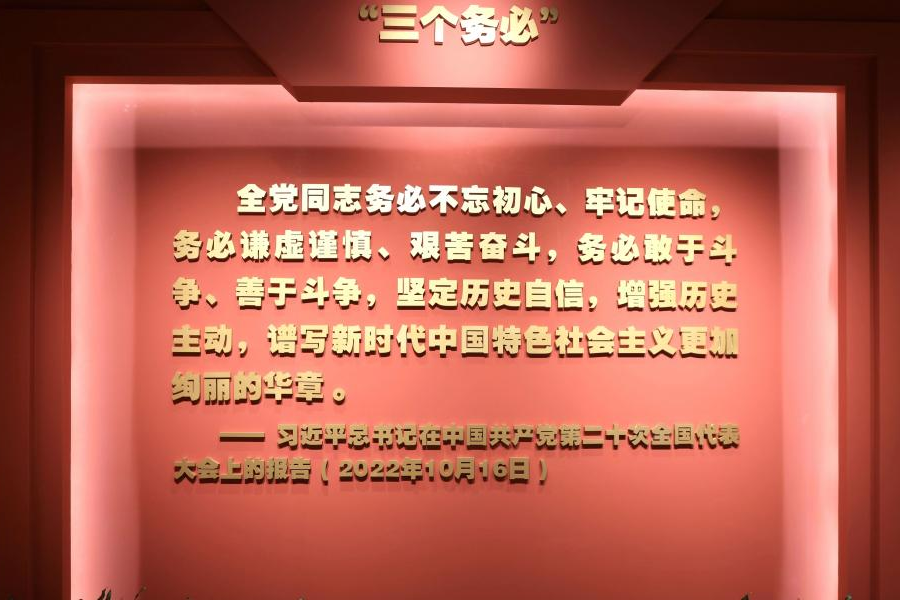 “三个务必”
全党同志务必不忘初心、牢记使命，
务必谦虚谨慎、艰苦奋斗，务必敢于斗
争、善于斗争，坚定历史自信，增强历史
主动，谱写新时代中国特色社会主义更加
绚丽的华章。
—— 习近平总书记在中国共产党第二十次全国代表
大会上的报告（2022年10月16日）